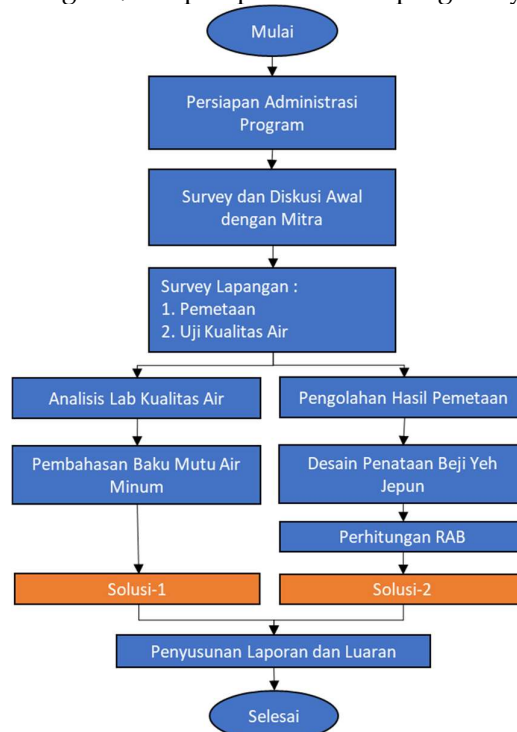 Mulai
Persiapan Administrasi
Program
Survey dan Diskusi Awal
dengan Mitra
Survey Lapangan :
1. Pemetaan
2. Uji Kualitas Air
Analisis Lab Kualitas Air
Pengolahan Hasil Pemetaan
Pembahasan Baku Mutu Air
Minum
Desain Penataan Beji Yeh
Jepun
Perhitungan RAB
Solusi-1
Solusi-2
Penyusunan Laporan dan Luaran
Selesai